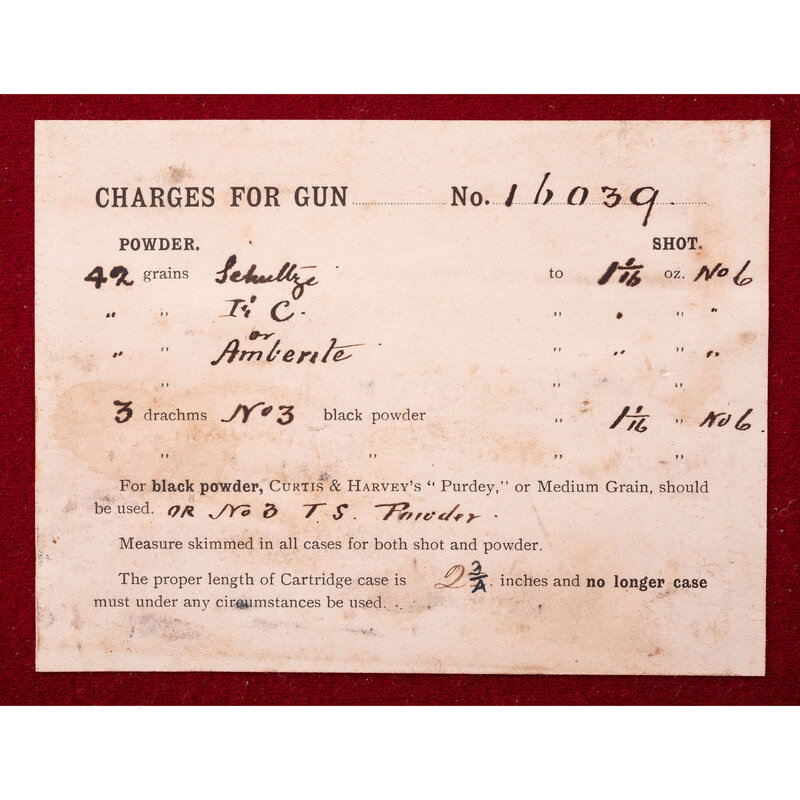 CHARGES FOR GUN No. 16039.
POWDER. SHOT.
42 grains Schultze to 1 1/16 oz. No 6
" " E C. " " " "
or
" " Amberite " " " "
" " "
3 drachms No 3 black powder " 1 1/16 " No 6.
" " " "
For black powder, CURTIS & HARVEY'S "Purdey," or Medium Grain, should
be used. OR No 3 T. S. Powder.
Measure skimmed in all cases for both shot and powder.
The proper length of Cartridge case is 2 3/4 inches and no longer case
must under any circumstances be used.